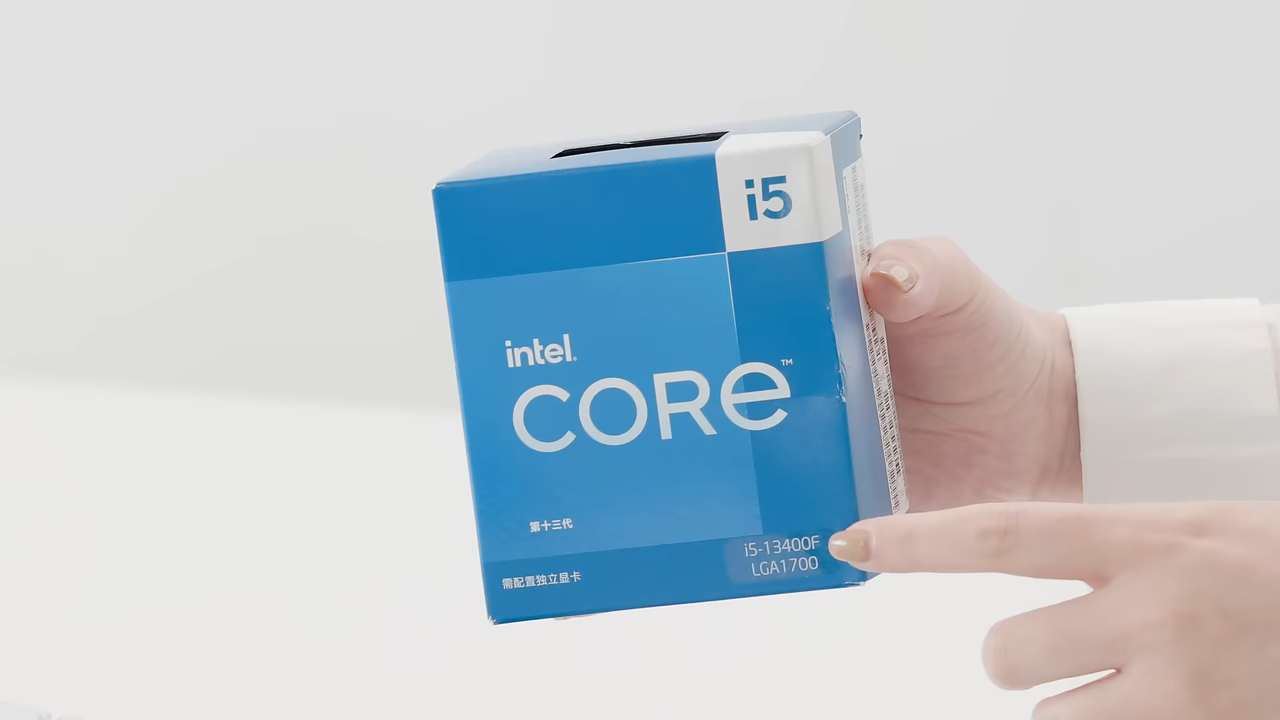 i5
intel.
CORE™
第十三代
i5-13400F
LGA1700
需配置独立显卡